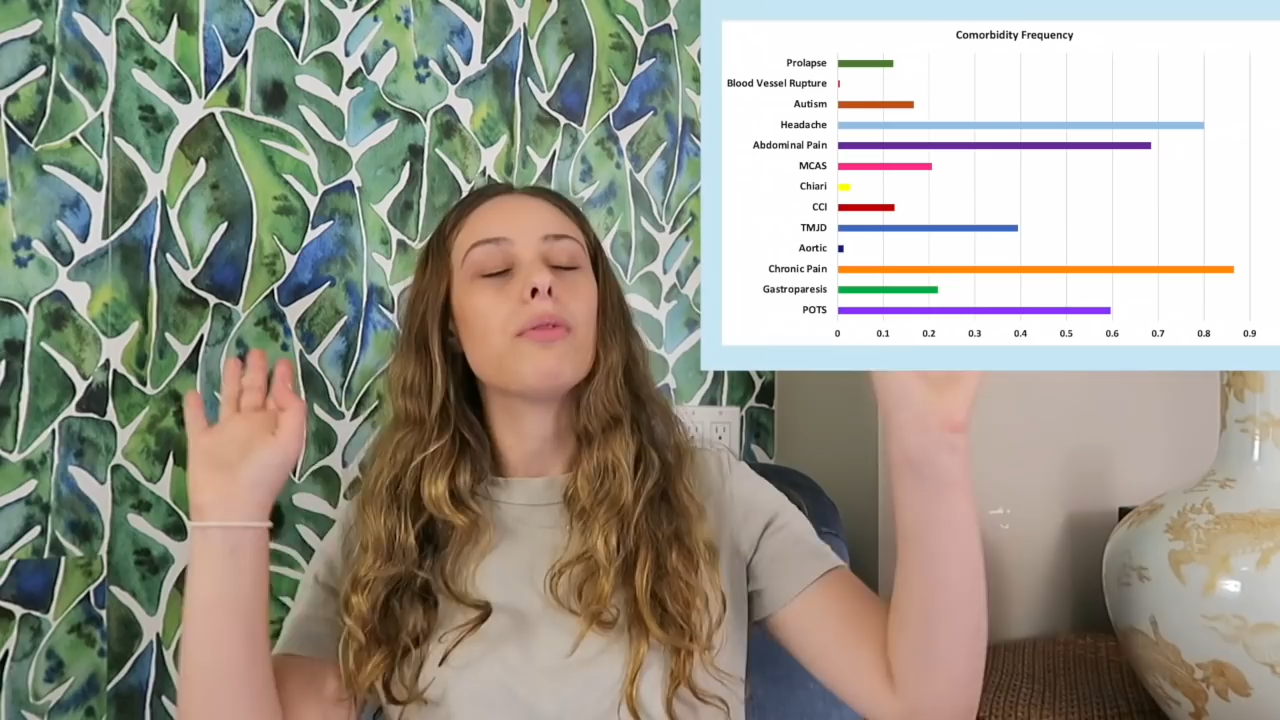 Comorbidity Frequency
Prolapse
Blood Vessel Rupture
Autism
Headache
Abdominal Pain
MCAS
Chiari
CCI
TMJD
Aortic
Chronic Pain
Gastroparesis
POTS
0 0.1 0.2 0.3 0.4 0.5 0.6 0.7 0.8 0.9